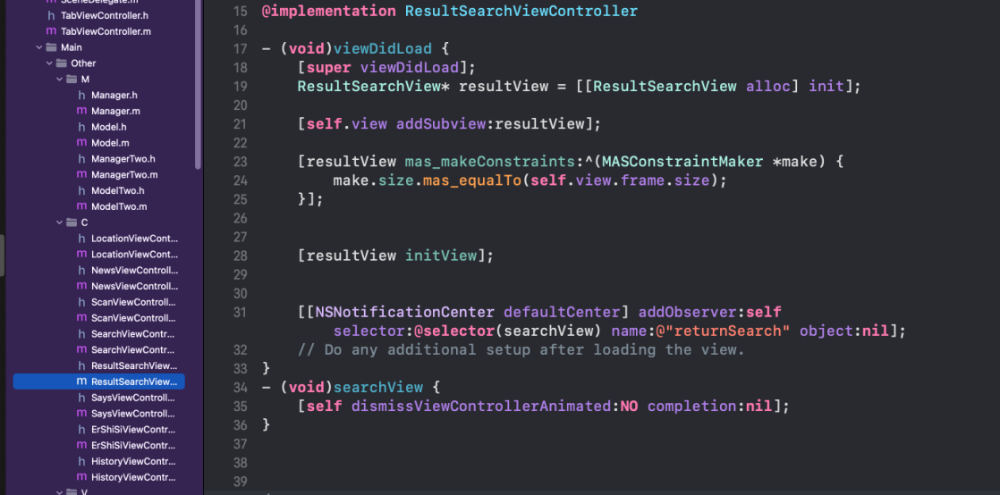 SceneDelegate.m
h TabViewController.h
m TabViewController.m
Main
Other
M
h Manager.h
m Manager.m
h Model.h
m Model.m
h ManagerTwo.h
m ManagerTwo.m
h ModelTwo.h
m ModelTwo.m
C
h LocationViewCont...
m LocationViewCont...
h NewsViewControll...
m NewsViewControll...
h ScanViewControll...
m ScanViewControll...
h SearchViewContr...
m SearchViewContr...
h ResultSearchView...
m ResultSearchView...
h SaysViewControll...
m SaysViewControll...
h ErShiSiViewContr...
m ErShiSiViewContr...
h HistoryViewContr...
m HistoryViewContr...
V
15 @implementation ResultSearchViewController
16
17 - (void)viewDidLoad {
18 [super viewDidLoad];
19 ResultSearchView* resultView = [[ResultSearchView alloc] init];
20
21 [self.view addSubview:resultView];
22
23 [resultView mas_makeConstraints:^(MASConstraintMaker *make) {
24 make.size.mas_equalTo(self.view.frame.size);
25 }];
26
27
28 [resultView initView];
29
30
31 [[NSNotificationCenter defaultCenter] addObserver:self
selector:@selector(searchView) name:@"returnSearch" object:nil];
32 // Do any additional setup after loading the view.
33 }
34 - (void)searchView {
35 [self dismissViewControllerAnimated:NO completion:nil];
36 }
37
38
39